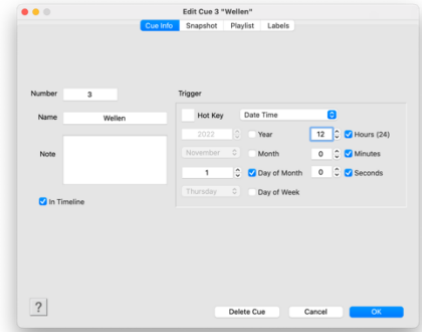 Edit Cue 3 "Wellen"
Cue Info Snapshot Playlist Labels
Number 3
Name Wellen
Note
In Timeline
Trigger
Hot Key Date Time
2022 Year 12 Hours (24)
November Month 0 Minutes
1 Day of Month 0 Seconds
Thursday Day of Week
? Delete Cue Cancel OK